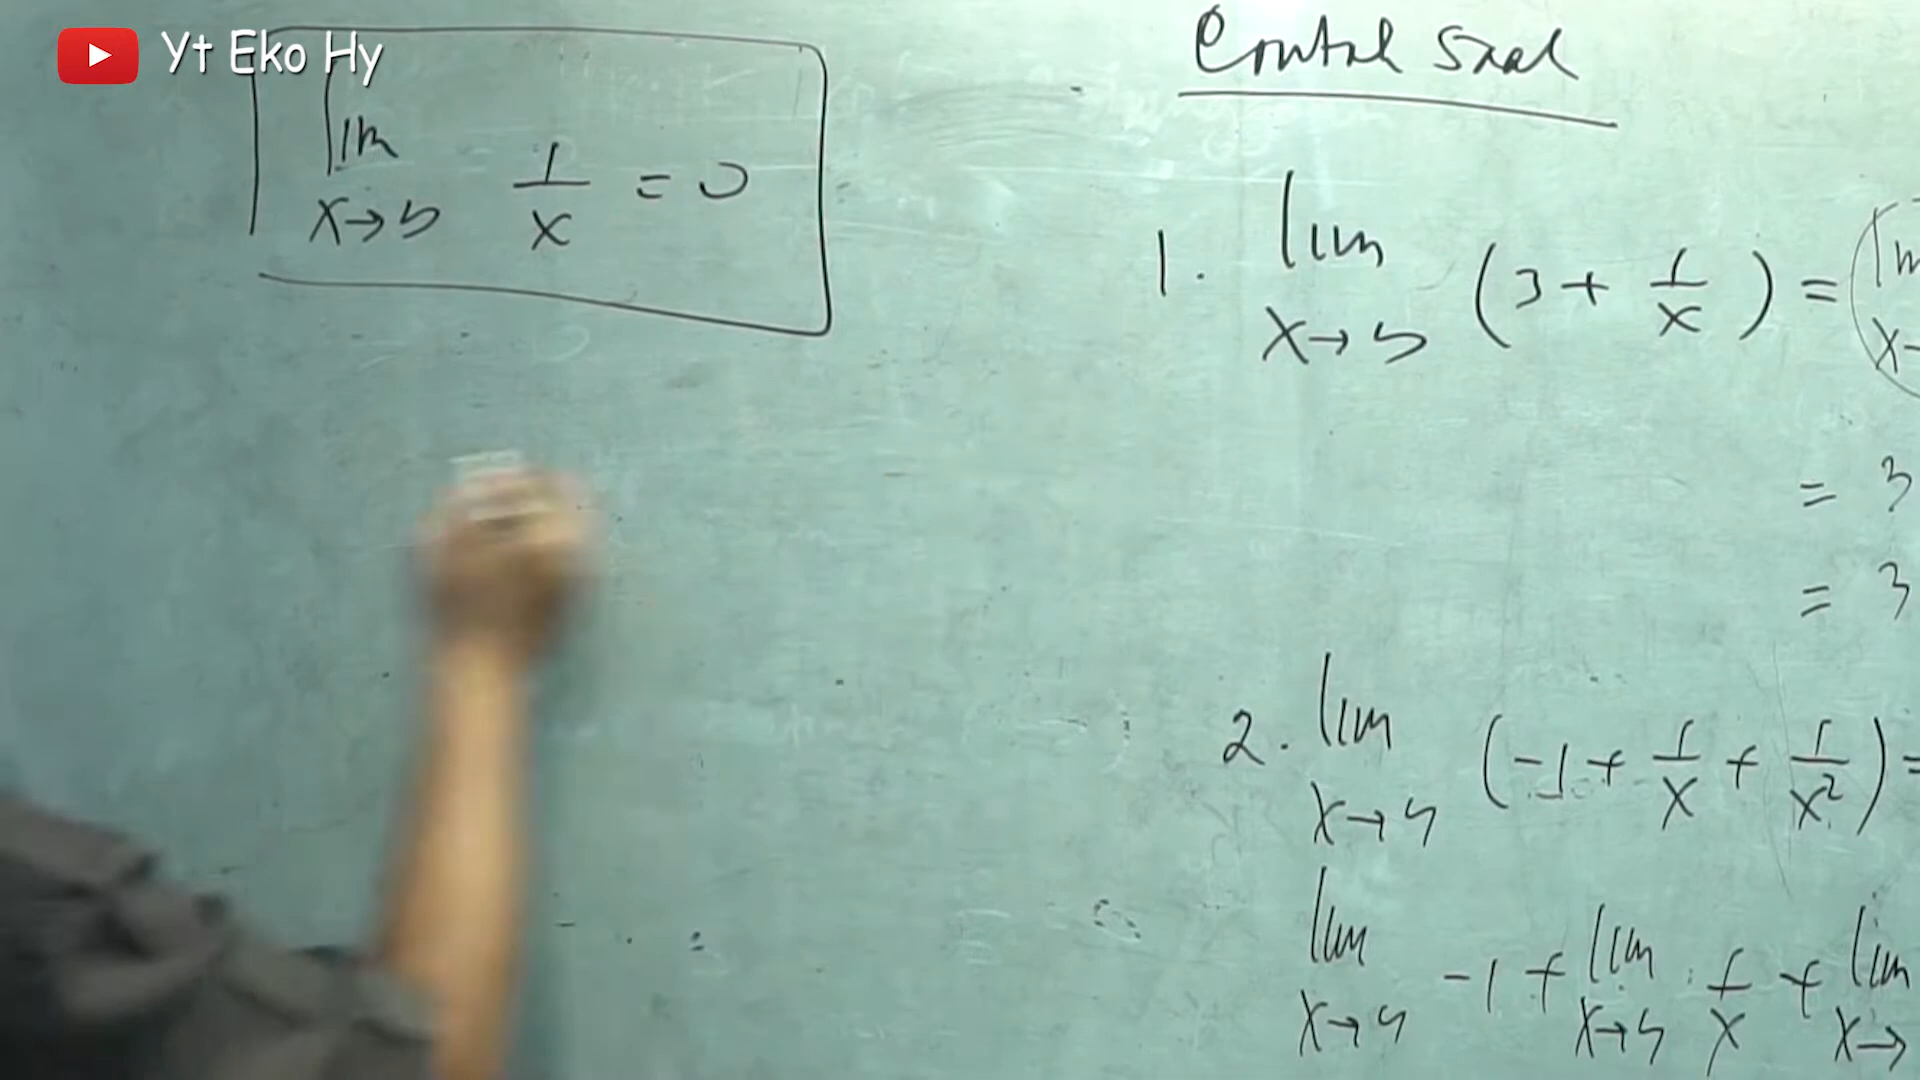 Yt Eko Hy
lim
x→∞ 1/x = 0
Contoh Soal
1. lim
x→∞ (3 + 1/x) = lim
x→
= 3
= 3
2. lim
x→∞ (-1 + 1/x + 1/x²) =
lim
x→∞ -1 + lim
x→∞ 1/x + lim
x→